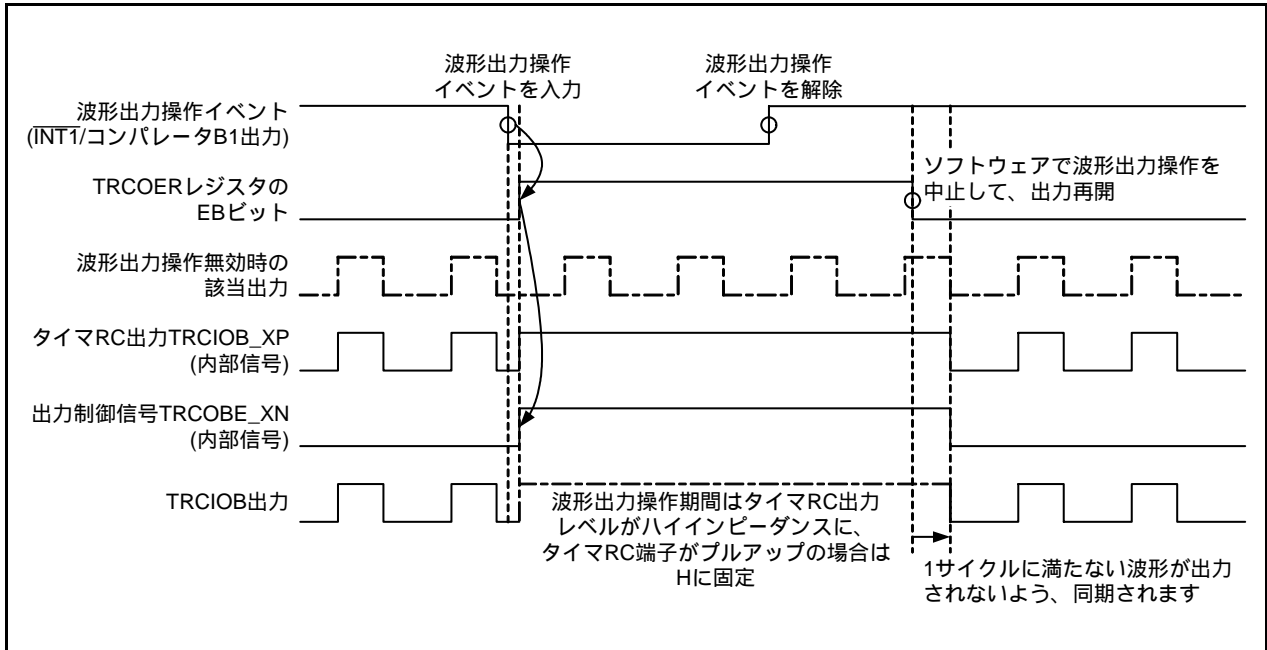 波形出力操作
イベントを入力
波形出力操作
イベントを解除
波形出力操作イベント
(INT1/コンパレータB1出力)
ソフトウェアで波形出力操作を
中止して、出力再開
TRCOERレジスタの
EBビット
波形出力操作無効時の
該当出力
タイマRC出力TRCIOB_XP
(内部信号)
出力制御信号TRCOBE_XN
(内部信号)
TRCIOB出力
波形出力操作期間はタイマRC出力
レベルがハイインピーダンスに、
タイマRC端子がプルアップの場合は
Hに固定
1サイクルに満たない波形が出力
されないよう、同期されます